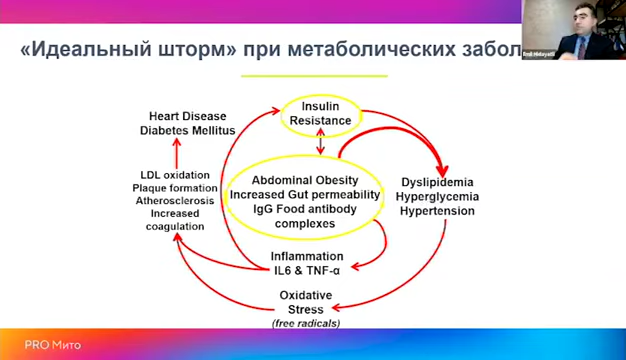 «Идеальный шторм» при метаболических
Emil Hidayatli
Insulin
Resistance
Heart Disease
Diabetes Mellitus
LDL oxidation
Plaque formation
Atherosclerosis
Increased
coagulation
Abdominal Obesity
Increased Gut permeability
IgG Food antibody
complexes
Dyslipidemia
Hyperglycemia
Hypertension
Inflammation
IL6 & TNF-α
Oxidative
Stress
(free radicals)
PRO Мито